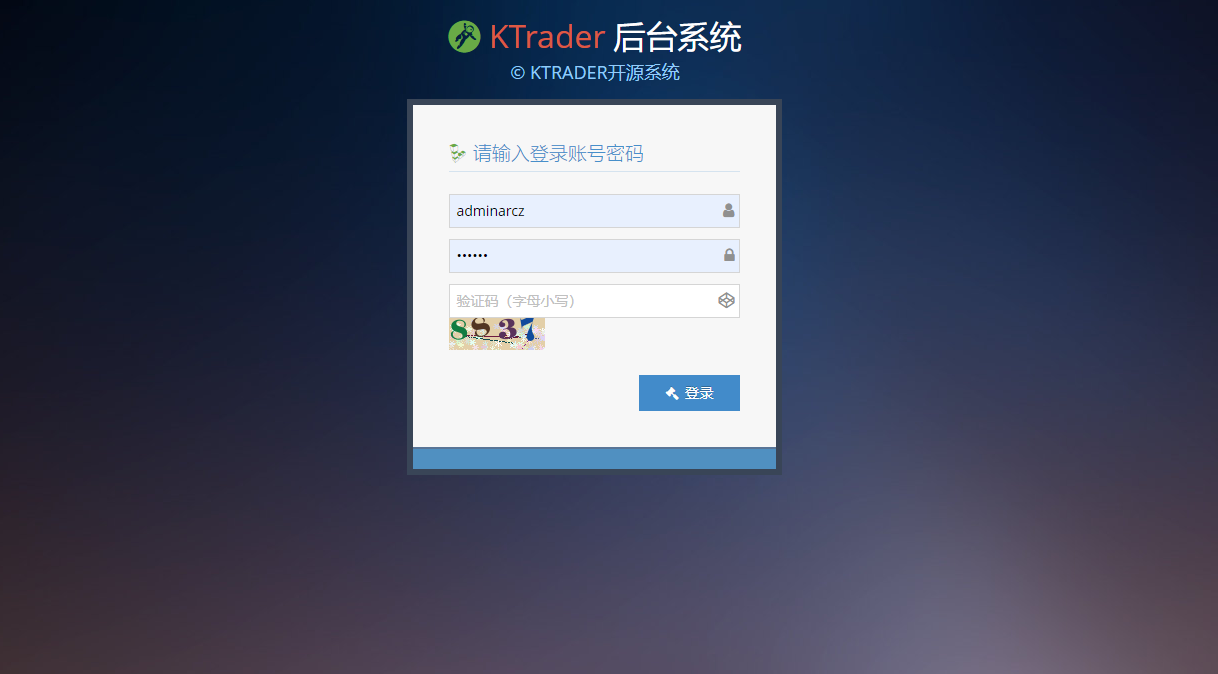 KTrader 后台系统
© KTRADER开源系统
请输入登录账号密码
adminarcz
••••••
验证码（字母小写）
8S37
登录